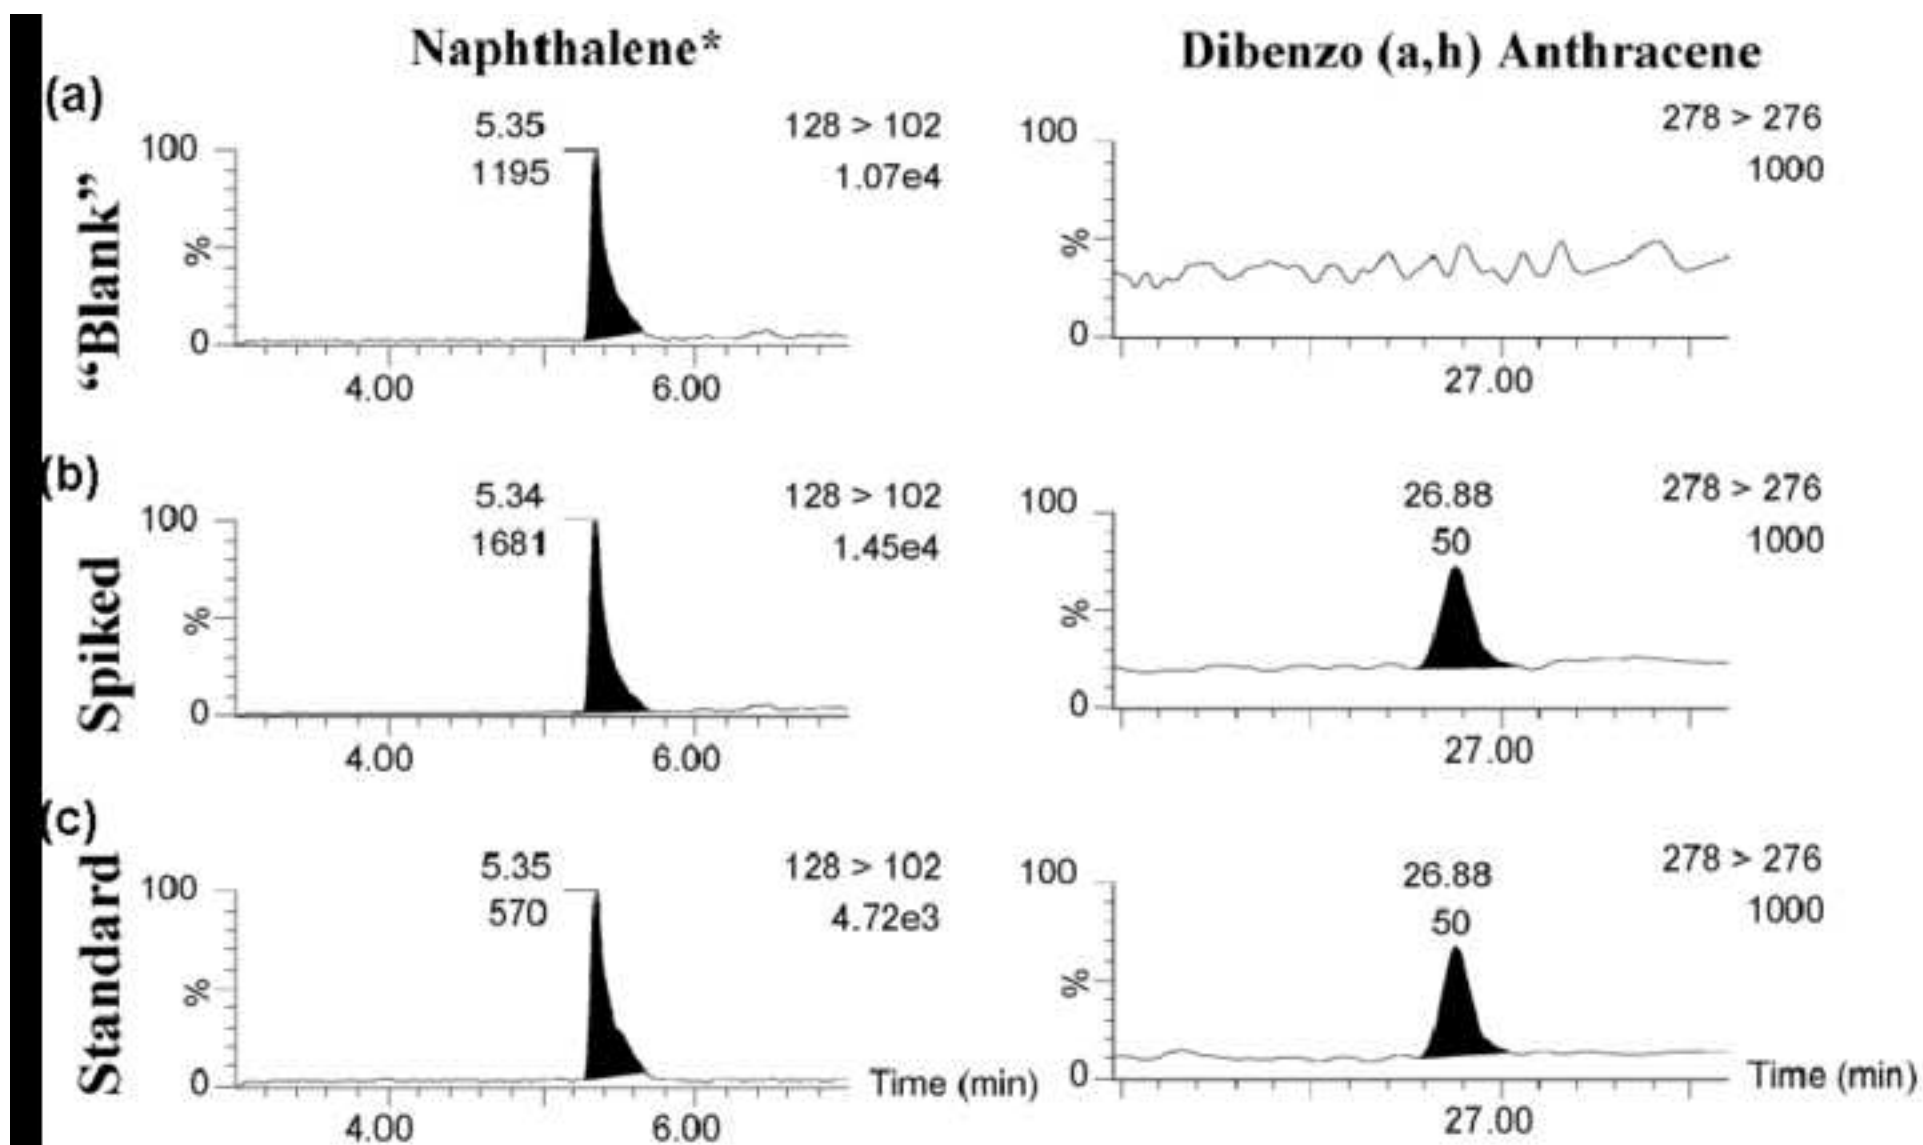 Naphthalene*
Dibenzo (a,h) Anthracene
(a)
“Blank”
5.35
1195
128 > 102
1.07e4
100
%
0
4.00
6.00
278 > 276
1000
100
%
0
27.00
(b)
Spiked
5.34
1681
128 > 102
1.45e4
100
%
0
4.00
6.00
26.88
50
278 > 276
1000
100
%
0
27.00
(c)
Standard
5.35
570
128 > 102
4.72e3
100
%
0
4.00
6.00
Time (min)
26.88
50
278 > 276
1000
100
%
0
27.00
Time (min)